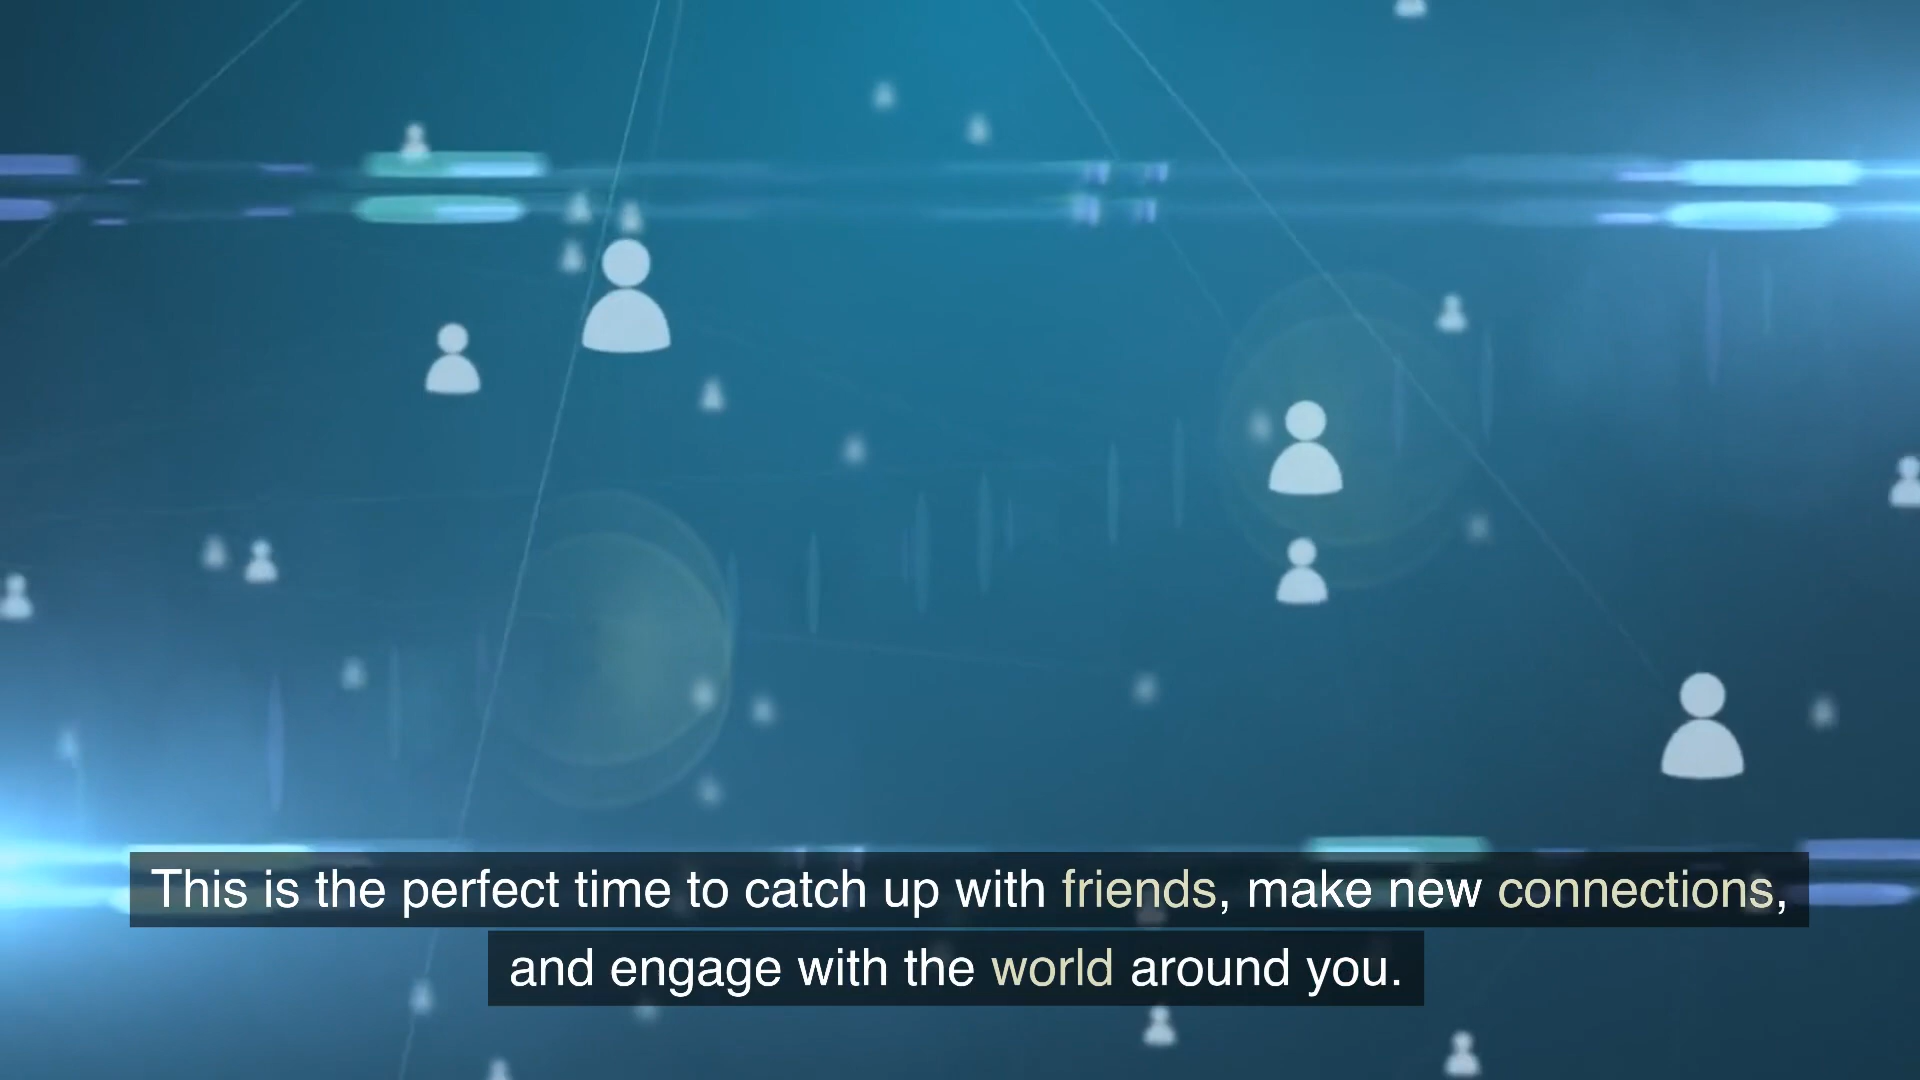 This is the perfect time to catch up with friends, make new connections,
and engage with the world around you.